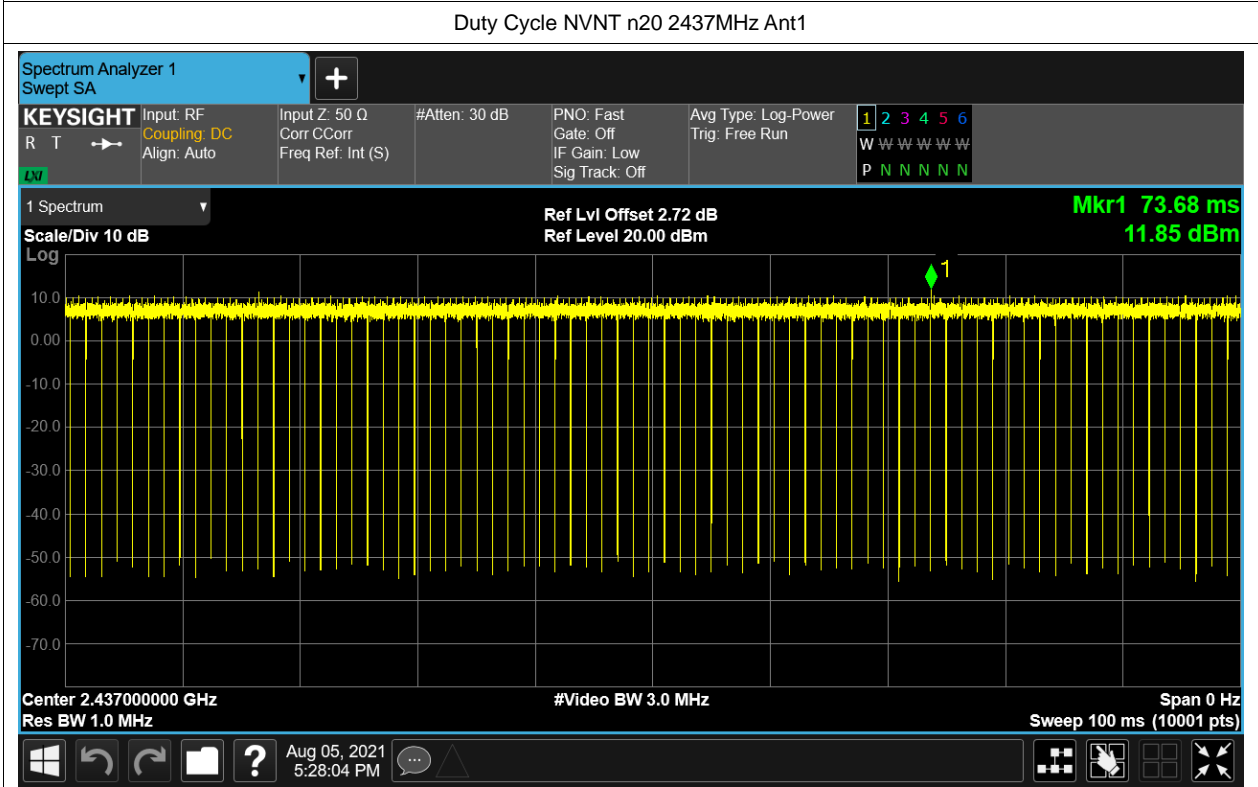 Duty Cycle NVNT n20 2437MHz Ant1
Spectrum Analyzer 1
Swept SA
KEYSIGHT
R T
LXI
Input: RF
Coupling: DC
Align: Auto
Input Z: 50 Ω
Corr CCorr
Freq Ref: Int (S)
#Atten: 30 dB
PNO: Fast
Gate: Off
IF Gain: Low
Sig Track: Off
Avg Type: Log-Power
Trig: Free Run
1 2 3 4 5 6
W W W W W W
P N N N N N
1 Spectrum
Scale/Div 10 dB
Ref Lvl Offset 2.72 dB
Ref Level 20.00 dBm
Mkr1 73.68 ms
11.85 dBm
Log
1
10.0
0.00
-10.0
-20.0
-30.0
-40.0
-50.0
-60.0
-70.0
Center 2.437000000 GHz
#Video BW 3.0 MHz
Span 0 Hz
Res BW 1.0 MHz
Sweep 100 ms (10001 pts)
Aug 05, 2021
5:28:04 PM